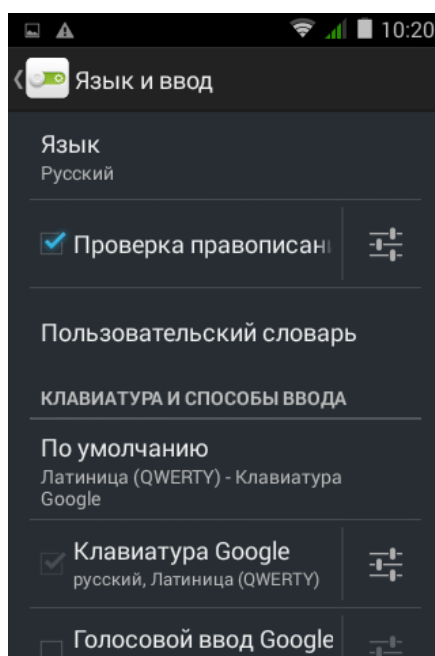 10:20
Язык и ввод
Язык
Русский
Проверка правописани
Пользовательский словарь
КЛАВИАТУРА И СПОСОБЫ ВВОДА
По умолчанию
Латиница (QWERTY) - Клавиатура
Google
Клавиатура Google
русский, Латиница (QWERTY)
Голосовой ввод Google